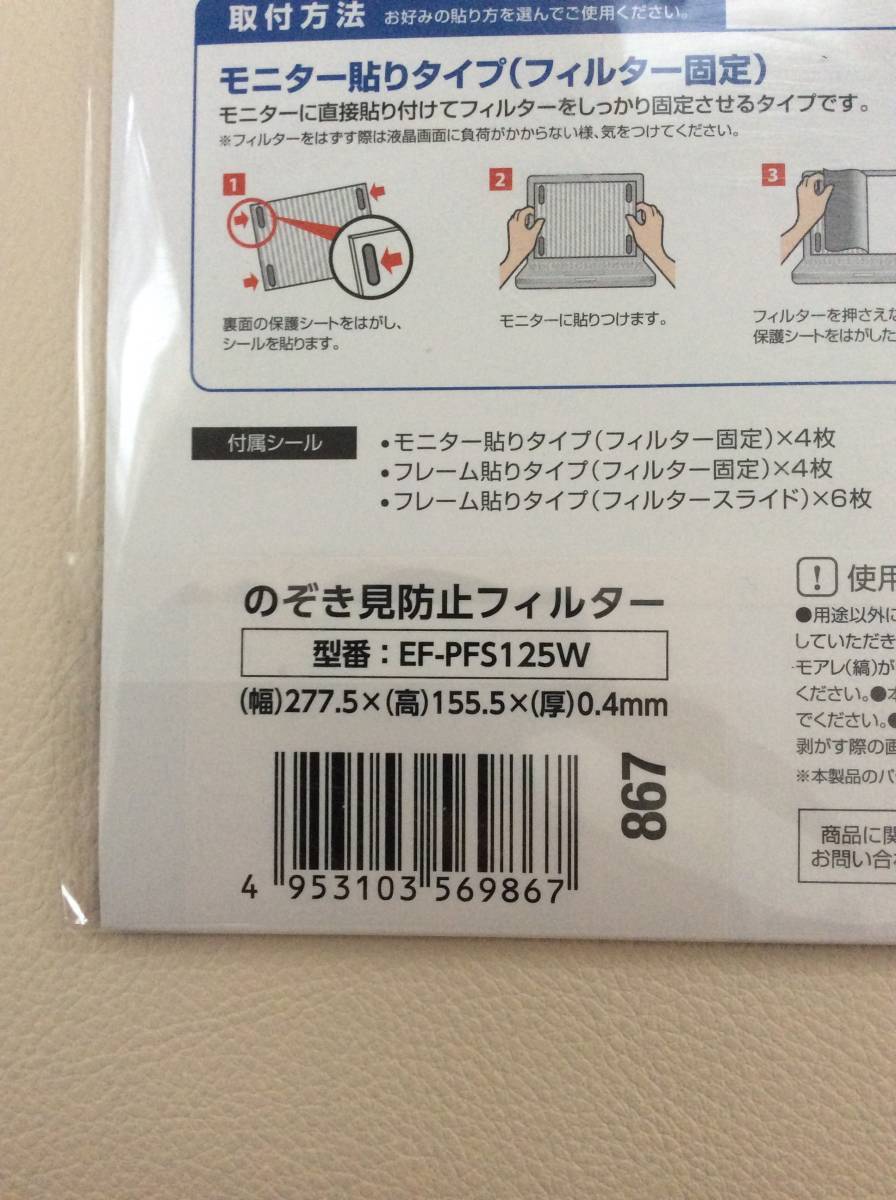 取付方法 お好みの貼り方を選んでご使用ください。
モニター貼りタイプ(フィルター固定)
モニターに直接貼り付けてフィルターをしっかり固定させるタイプです。
※フィルターをはずす際は液晶画面に負荷がかからない様、気をつけてください。
1
2
3
裏面の保護シートをはがし、
シールを貼ります。
モニターに貼りつけます。
フィルターを押さえな
保護シートをはがした
付属シール
•モニター貼りタイプ(フィルター固定)×4枚
•フレーム貼りタイプ(フィルター固定)×4枚
•フレーム貼りタイプ(フィルタースライド)×6枚
のぞき見防止フィルター
型番：EF-PFS125W
(幅)277.5×(高)155.5×(厚)0.4mm
867
4 953103 569867
! 使用
●用途以外に
していただき
モアレ(縞)が
ください。●本
でください。●
剥がす際の画
※本製品のパ
商品に関
お問い合